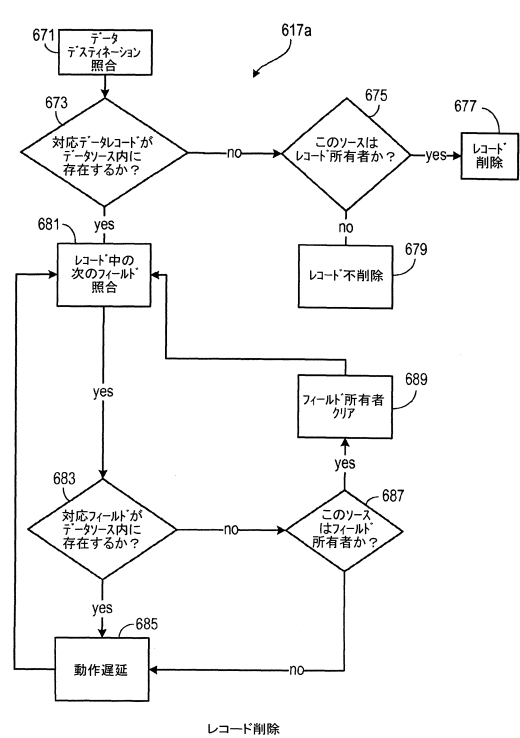 671
データ
デスティネーション
照合
617a
673
対応データレコードが
データソース内に
存在するか？
no
675
このソースは
レコード所有者か？
yes
677
レコード
削除
yes
no
681
レコード中の
次のフィールド
照合
679
レコード不削除
yes
689
フィールド所有者
クリア
yes
683
対応フィールドが
データソース内に
存在するか？
no
687
このソース
はフィールド
所有者か？
yes
685
動作遅延
no
レコード削除